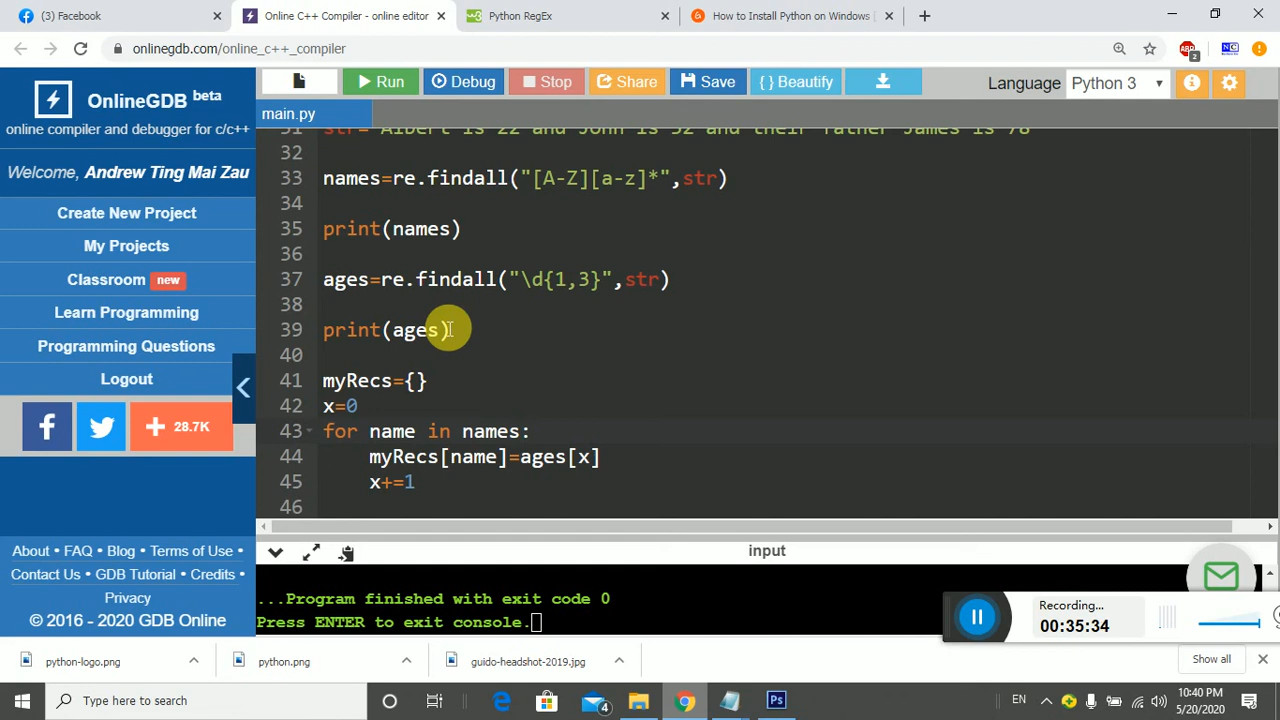 (3) Facebook
Online C++ Compiler - online editor
Python RegEx
How to Install Python on Windows
onlinegdb.com/online_c++_compiler
2
OnlineGDB beta
online compiler and debugger for c/c++
Welcome, Andrew Ting Mai Zau
Create New Project
My Projects
Classroom new
Learn Programming
Programming Questions
Logout
28.7K
About • FAQ • Blog • Terms of Use •
Contact Us • GDB Tutorial • Credits •
Privacy
© 2016 - 2020 GDB Online
Run Debug Stop Share Save { } Beautify Language Python 3
main.py
31 str="Albert is 22 and John is 52 and their father James is 78"
32
33 names=re.findall("[A-Z][a-z]*",str)
34
35 print(names)
36
37 ages=re.findall("\d{1,3}",str)
38
39 print(ages)
40
41 myRecs={}
42 x=0
43 for name in names:
44 myRecs[name]=ages[x]
45 x+=1
46
input
...Program finished with exit code 0
Press ENTER to exit console.
Recording...
00:35:34
python-logo.png
python.png
guido-headshot-2019.jpg
Show all
Type here to search
4
Ps
EN
10:40 PM
5/20/2020